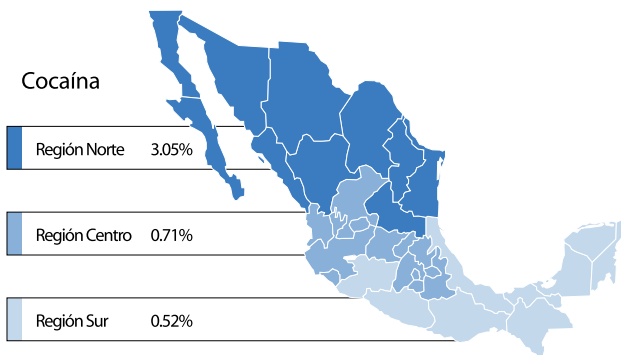 Cocaína
Región Norte 3.05%
Región Centro 0.71%
Región Sur 0.52%